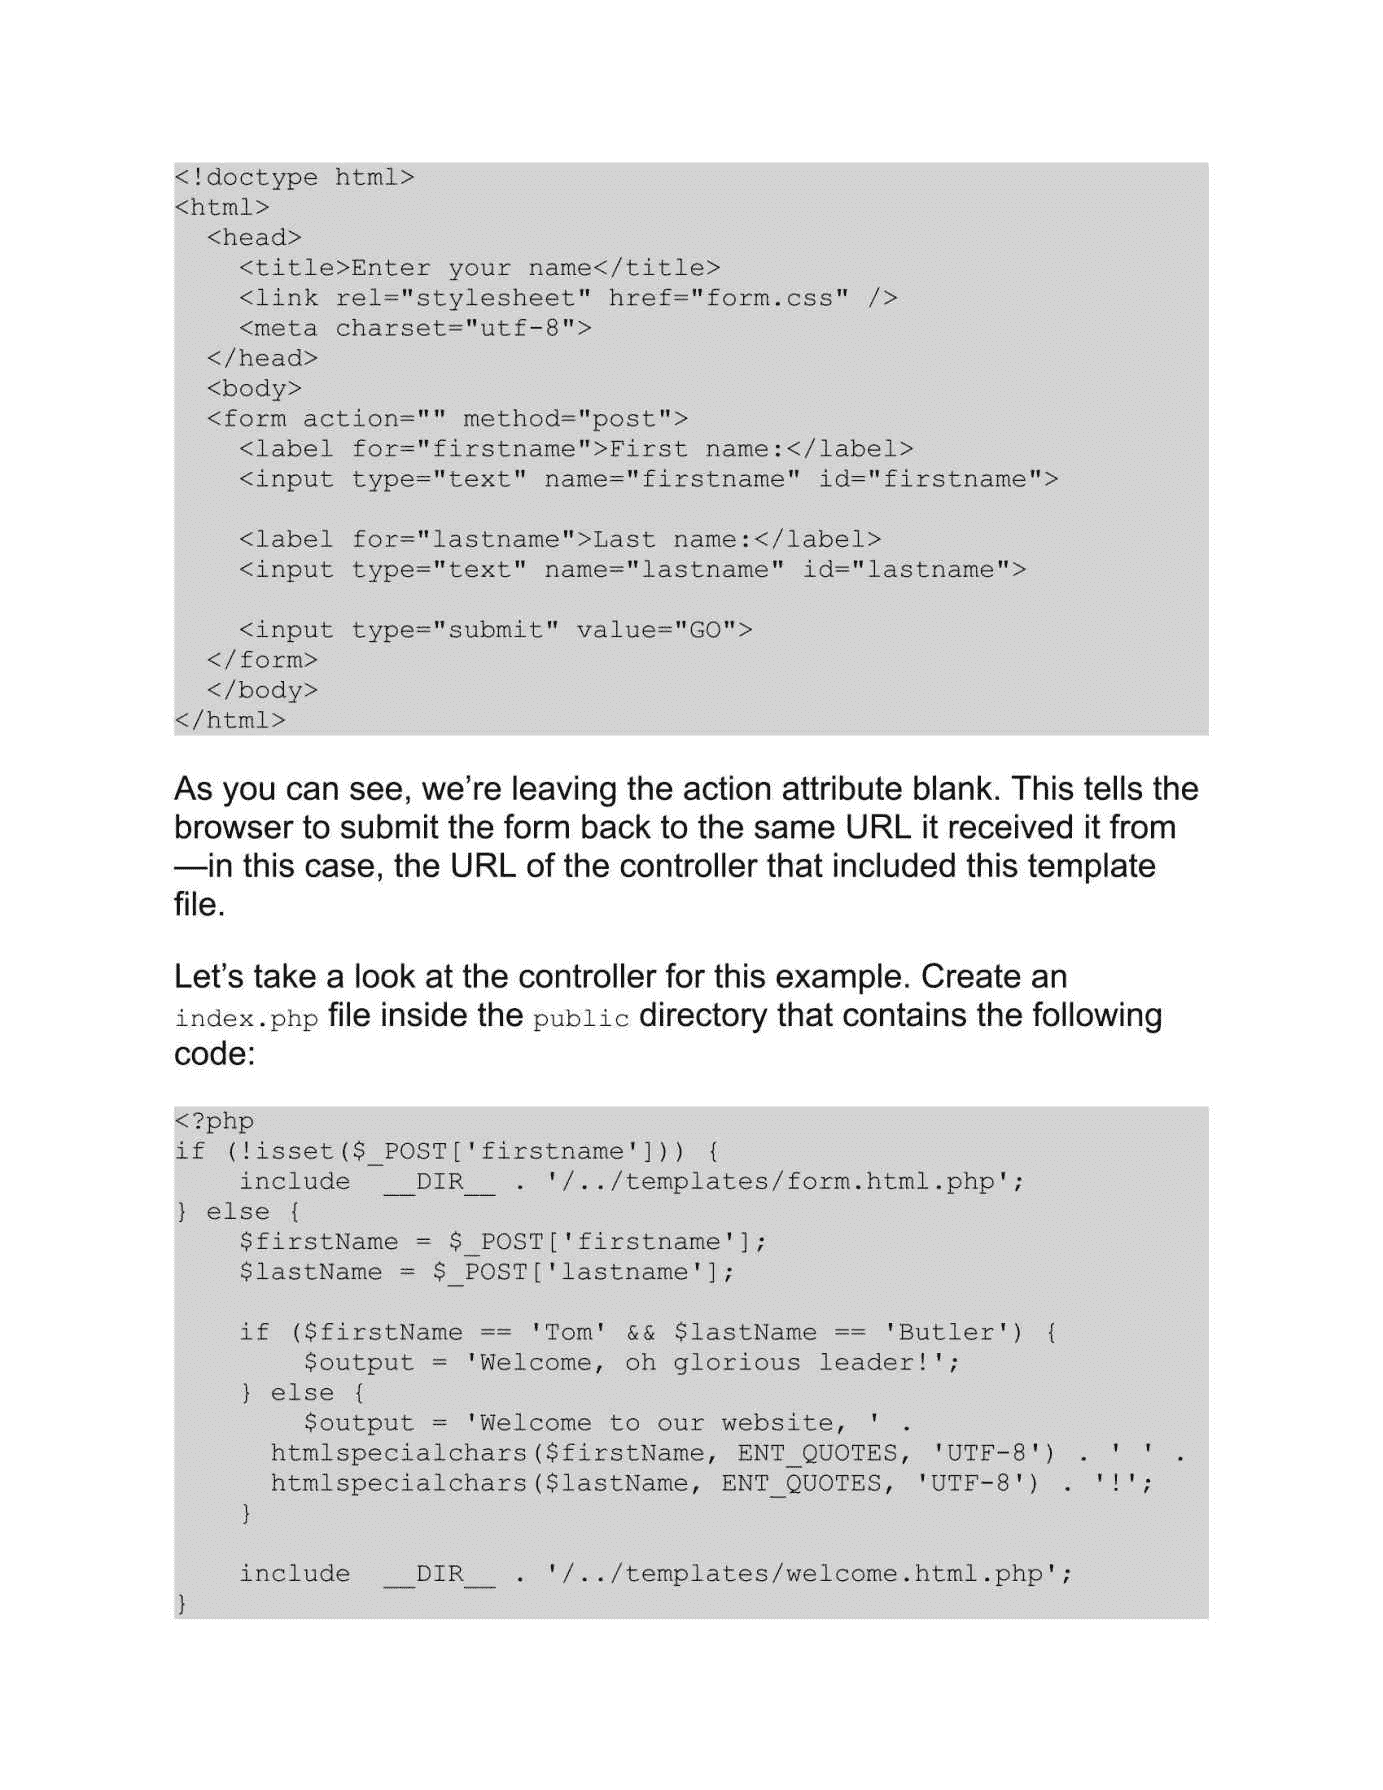 <!doctype html>
<html>
  <head>
    <title>Enter your name</title>
    <link rel="stylesheet" href="form.css" />
    <meta charset="utf-8">
  </head>
  <body>
  <form action="" method="post">
    <label for="firstname">First name:</label>
    <input type="text" name="firstname" id="firstname">

    <label for="lastname">Last name:</label>
    <input type="text" name="lastname" id="lastname">

    <input type="submit" value="GO">
  </form>
  </body>
</html>
As you can see, we’re leaving the action attribute blank. This tells the
browser to submit the form back to the same URL it received it from
—in this case, the URL of the controller that included this template
file.
Let’s take a look at the controller for this example. Create an
index.php file inside the public directory that contains the following
code:
<?php
if (!isset($_POST['firstname'])) {
    include  __DIR__ . '/../templates/form.html.php';
} else {
    $firstName = $_POST['firstname'];
    $lastName = $_POST['lastname'];

    if ($firstName == 'Tom' && $lastName == 'Butler') {
        $output = 'Welcome, oh glorious leader!';
    } else {
        $output = 'Welcome to our website, ' .
      htmlspecialchars($firstName, ENT_QUOTES, 'UTF-8') . ' ' .
      htmlspecialchars($lastName, ENT_QUOTES, 'UTF-8') . '!';
    }

    include  __DIR__ . '/../templates/welcome.html.php';
}